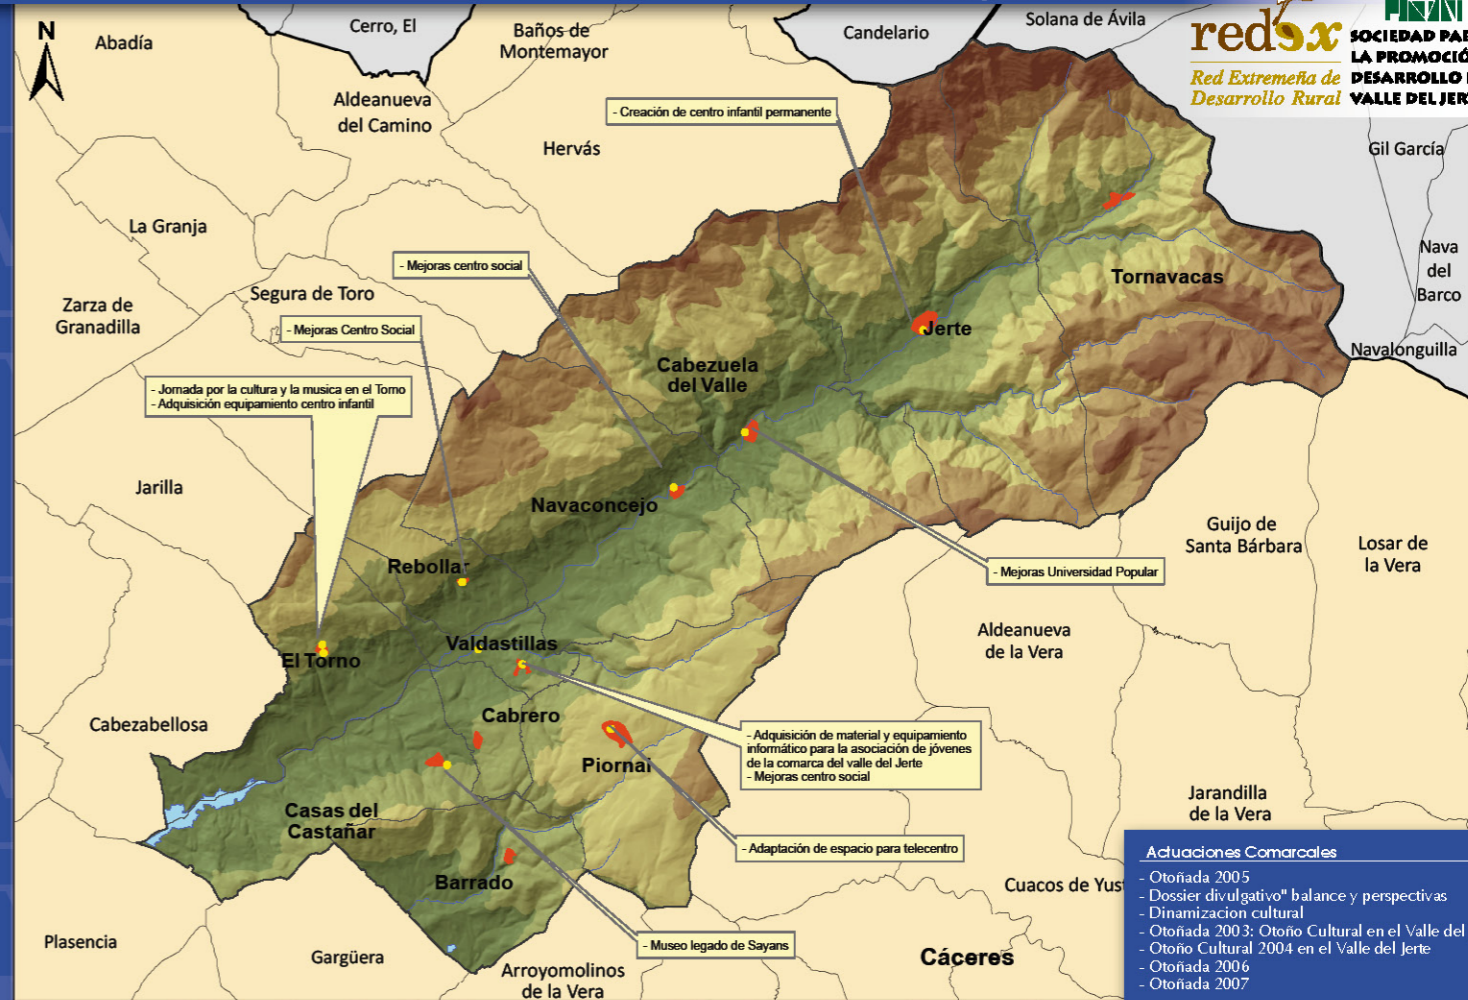 N
Abadía
Cerro, El
Baños de
Montemayor
Candelario
Solana de Ávila
redex
Red Extremeña de
Desarrollo Rural
SOCIEDAD
LA
DESARROLLO
VALLE DEL
Aldeanueva
del Camino
- Creación de centro infantil permanente
Hervás
Gil García
La Granja
Nava
del
Barco
- Mejoras centro social
Tornavacas
Segura de Toro
Zarza de
Granadilla
- Mejoras Centro Social
Jerte
Navalonguilla
Cabezuela
del Valle
- Jornada por la cultura y la musica en el Torno
- Adquisición equipamiento centro infantil
Jarilla
Navaconcejo
Guijo de
Santa Bárbara
Losar de
la Vera
Rebollar
- Mejoras Universidad Popular
Aldeanueva
de la Vera
Valdastillas
El Torno
Cabezabellosa
Cabrero
- Adquisición de material y equipamiento
informático para la asociación de jóvenes
de la comarca del valle del Jerte
- Mejoras centro social
Piornal
Jarandilla
de la Vera
Casas del
Castañar
- Adaptación de espacio para telecentro
Barrado
Cuacos de
Plasencia
Gargüera
- Museo legado de Sayans
Cáceres
Arroyomolinos
de la Vera
Actuaciones Comarcales
- Otoñada 2005
- Dossier divulgativo" balance y perspectivas
- Dinamizacion cultural
- Otoñada 2003: Otoño Cultural en el Valle del
- Otoño Cultural 2004 en el Valle del Jerte
- Otoñada 2006
- Otoñada 2007